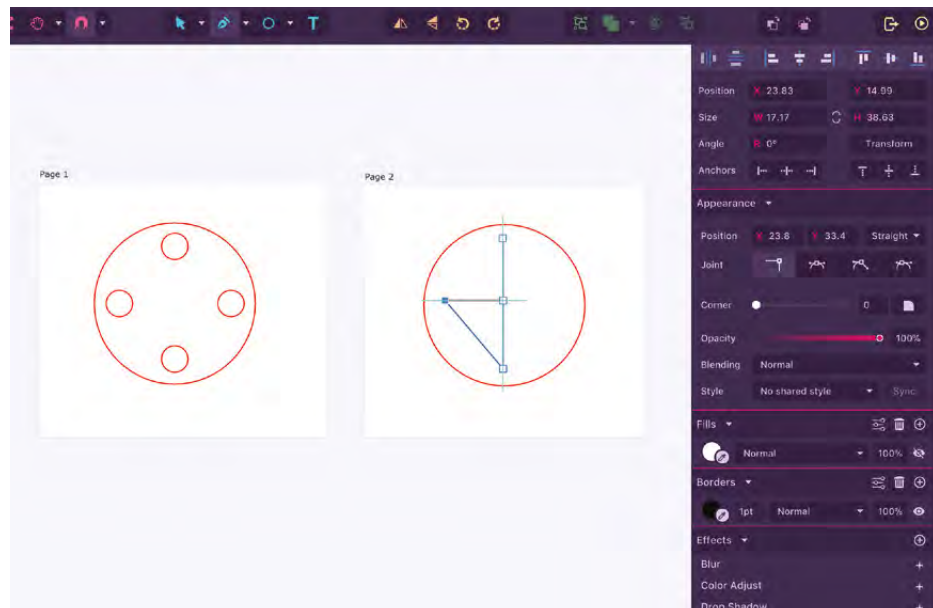 T
Page 1
Page 2
Position X 23.83 X 14.99
Size W 17.17 H 38.63
Angle R 0° Transform
Anchors
Appearance
Position X 23.8 Y 33.4 Straight
Joint
Corner 0
Opacity 100%
Blending Normal
Style No shared style Sync
Fills
Normal 100%
Borders
1pt Normal 100%
Effects
Blur
Color Adjust
Drop Shadow